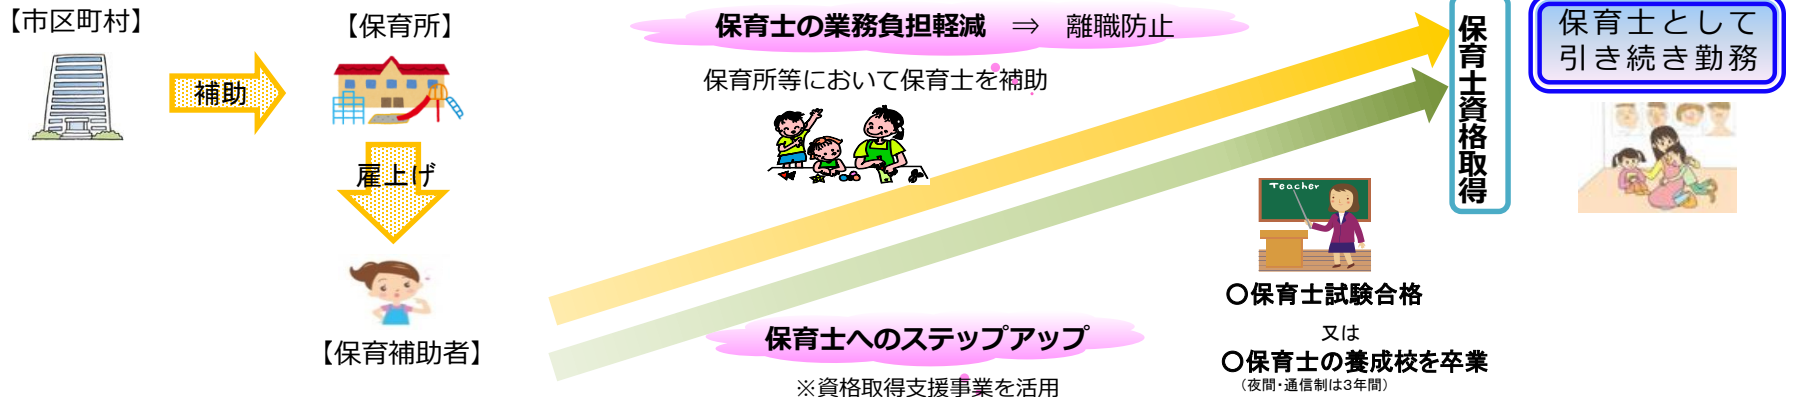 【市区町村】
補助
【保育所】
雇上げ
【保育補助者】
保育士の業務負担軽減 ⇒ 離職防止
保育所等において保育士を補助
保育士へのステップアップ
※資格取得支援事業を活用
Teacher
○保育士試験合格
又は
○保育士の養成校を卒業
(夜間・通信制は3年間)
保育士資格取得
保育士として
引き続き勤務